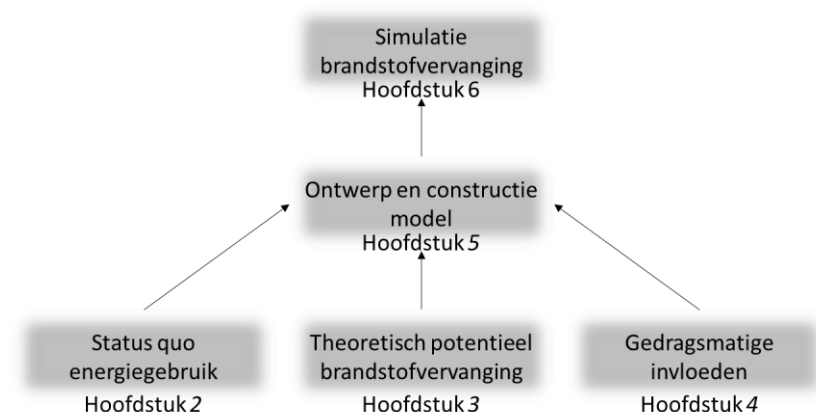 Simulatie
brandstofvervanging
Hoofdstuk 6
Ontwerp en constructie
model
Hoofdstuk 5
Status quo
energiegebruik
Hoofdstuk 2
Theoretisch potentieel
brandstofvervanging
Hoofdstuk 3
Gedragsmatige
invloeden
Hoofdstuk 4